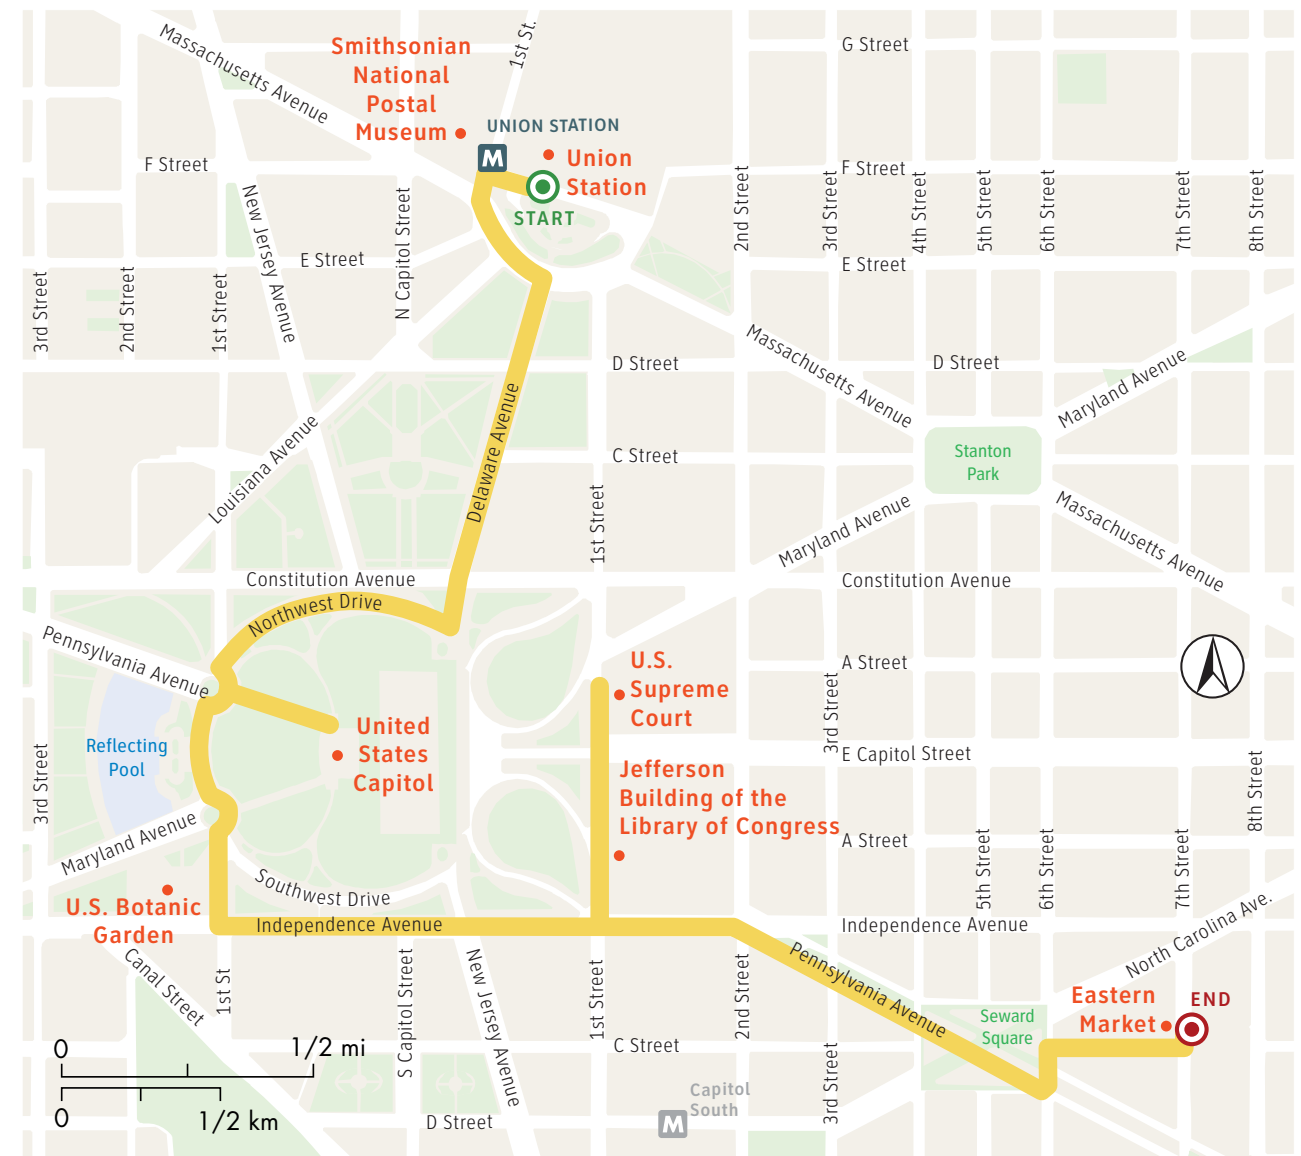 G Street
Massachusetts Avenue
1st St.
Smithsonian
National
Postal
Museum
UNION STATION
M
Union
Station
START
F Street
F Street
New Jersey Avenue
N Capitol Street
2nd Street
3rd Street
4th Street
5th Street
6th Street
7th Street
8th Street
E Street
E Street
3rd Street
2nd Street
1st Street
D Street
D Street
Massachusetts Avenue
Maryland Avenue
Louisiana Avenue
Delaware Avenue
C Street
Stanton
Park
1st Street
Maryland Avenue
Massachusetts Avenue
Constitution Avenue
Constitution Avenue
Northwest Drive
Pennsylvania Avenue
U.S.
Supreme
Court
A Street
3rd Street
United
States
Capitol
Reflecting
Pool
3rd Street
E Capitol Street
8th Street
Jefferson
Building of the
Library of Congress
A Street
Maryland Avenue
5th Street
6th Street
7th Street
Southwest Drive
U.S. Botanic
Garden
Independence Avenue
Independence Avenue
North Carolina Ave.
Canal Street
1st St
S Capitol Street
New Jersey Avenue
1st Street
2nd Street
Pennsylvania Avenue
Seward
Square
Eastern
Market
END
C Street
3rd Street
0
1/2 mi
0
1/2 km
D Street
Capitol
South
M